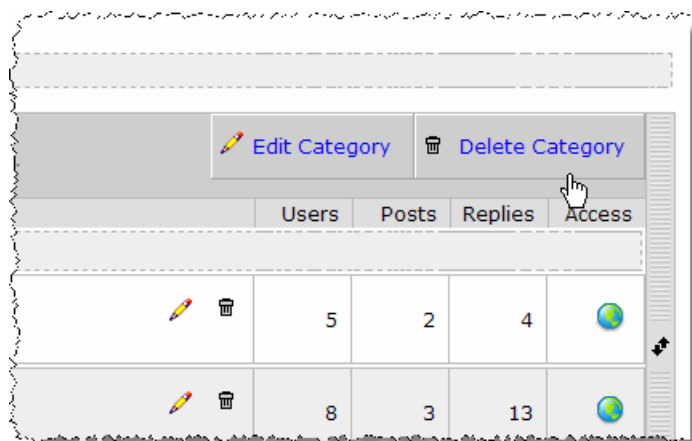 Edit Category Delete Category
Users Posts Replies Access
5 2 4
8 3 13